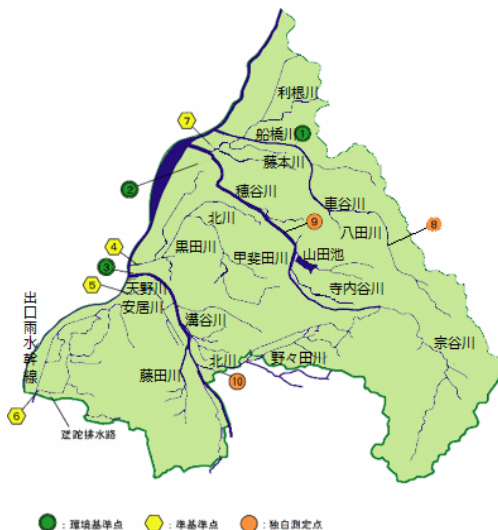 利根川
7
船橋川
1
藤本川
2
穂谷川
車谷川
北川
9
八田川
8
黒田川
甲斐田川
山田池
4
3
天野川
寺内谷川
5
安居川
出口雨水幹線
溝谷川
宗谷川
北川
野々田川
藤田川
10
6
蹉跎排水路
:環境基準点
:準基準点
:独自測定点